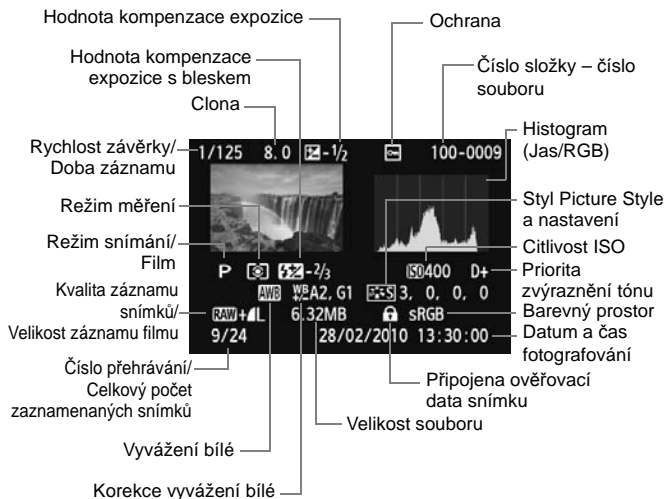 Hodnota kompenzace expozice
Ochrana
Hodnota kompenzace
expozice s bleskem
Číslo složky – číslo
souboru
Clona
Histogram
(Jas/RGB)
Rychlost závěrky/
Doba záznamu
1/125 8.0 -1/2 100-0009
Režim měření
Styl Picture Style
a nastavení
Režim snímání/
Film
Citlivost ISO
P -2/3 ISO400 D+
Priorita
zvýraznění tónu
Kvalita záznamu
snímků/
Velikost záznamu filmu
AWB WB A2, G1 S 3, 0, 0, 0
RAW+L 6.32MB sRGB
Barevný prostor
9/24 28/02/2010 13:30:00
Datum a čas
fotografování
Číslo přehrávání/
Celkový počet
zaznamenaných snímků
Připojena ověřovací
data snímku
Velikost souboru
Vyvážení bílé
Korekce vyvážení bílé